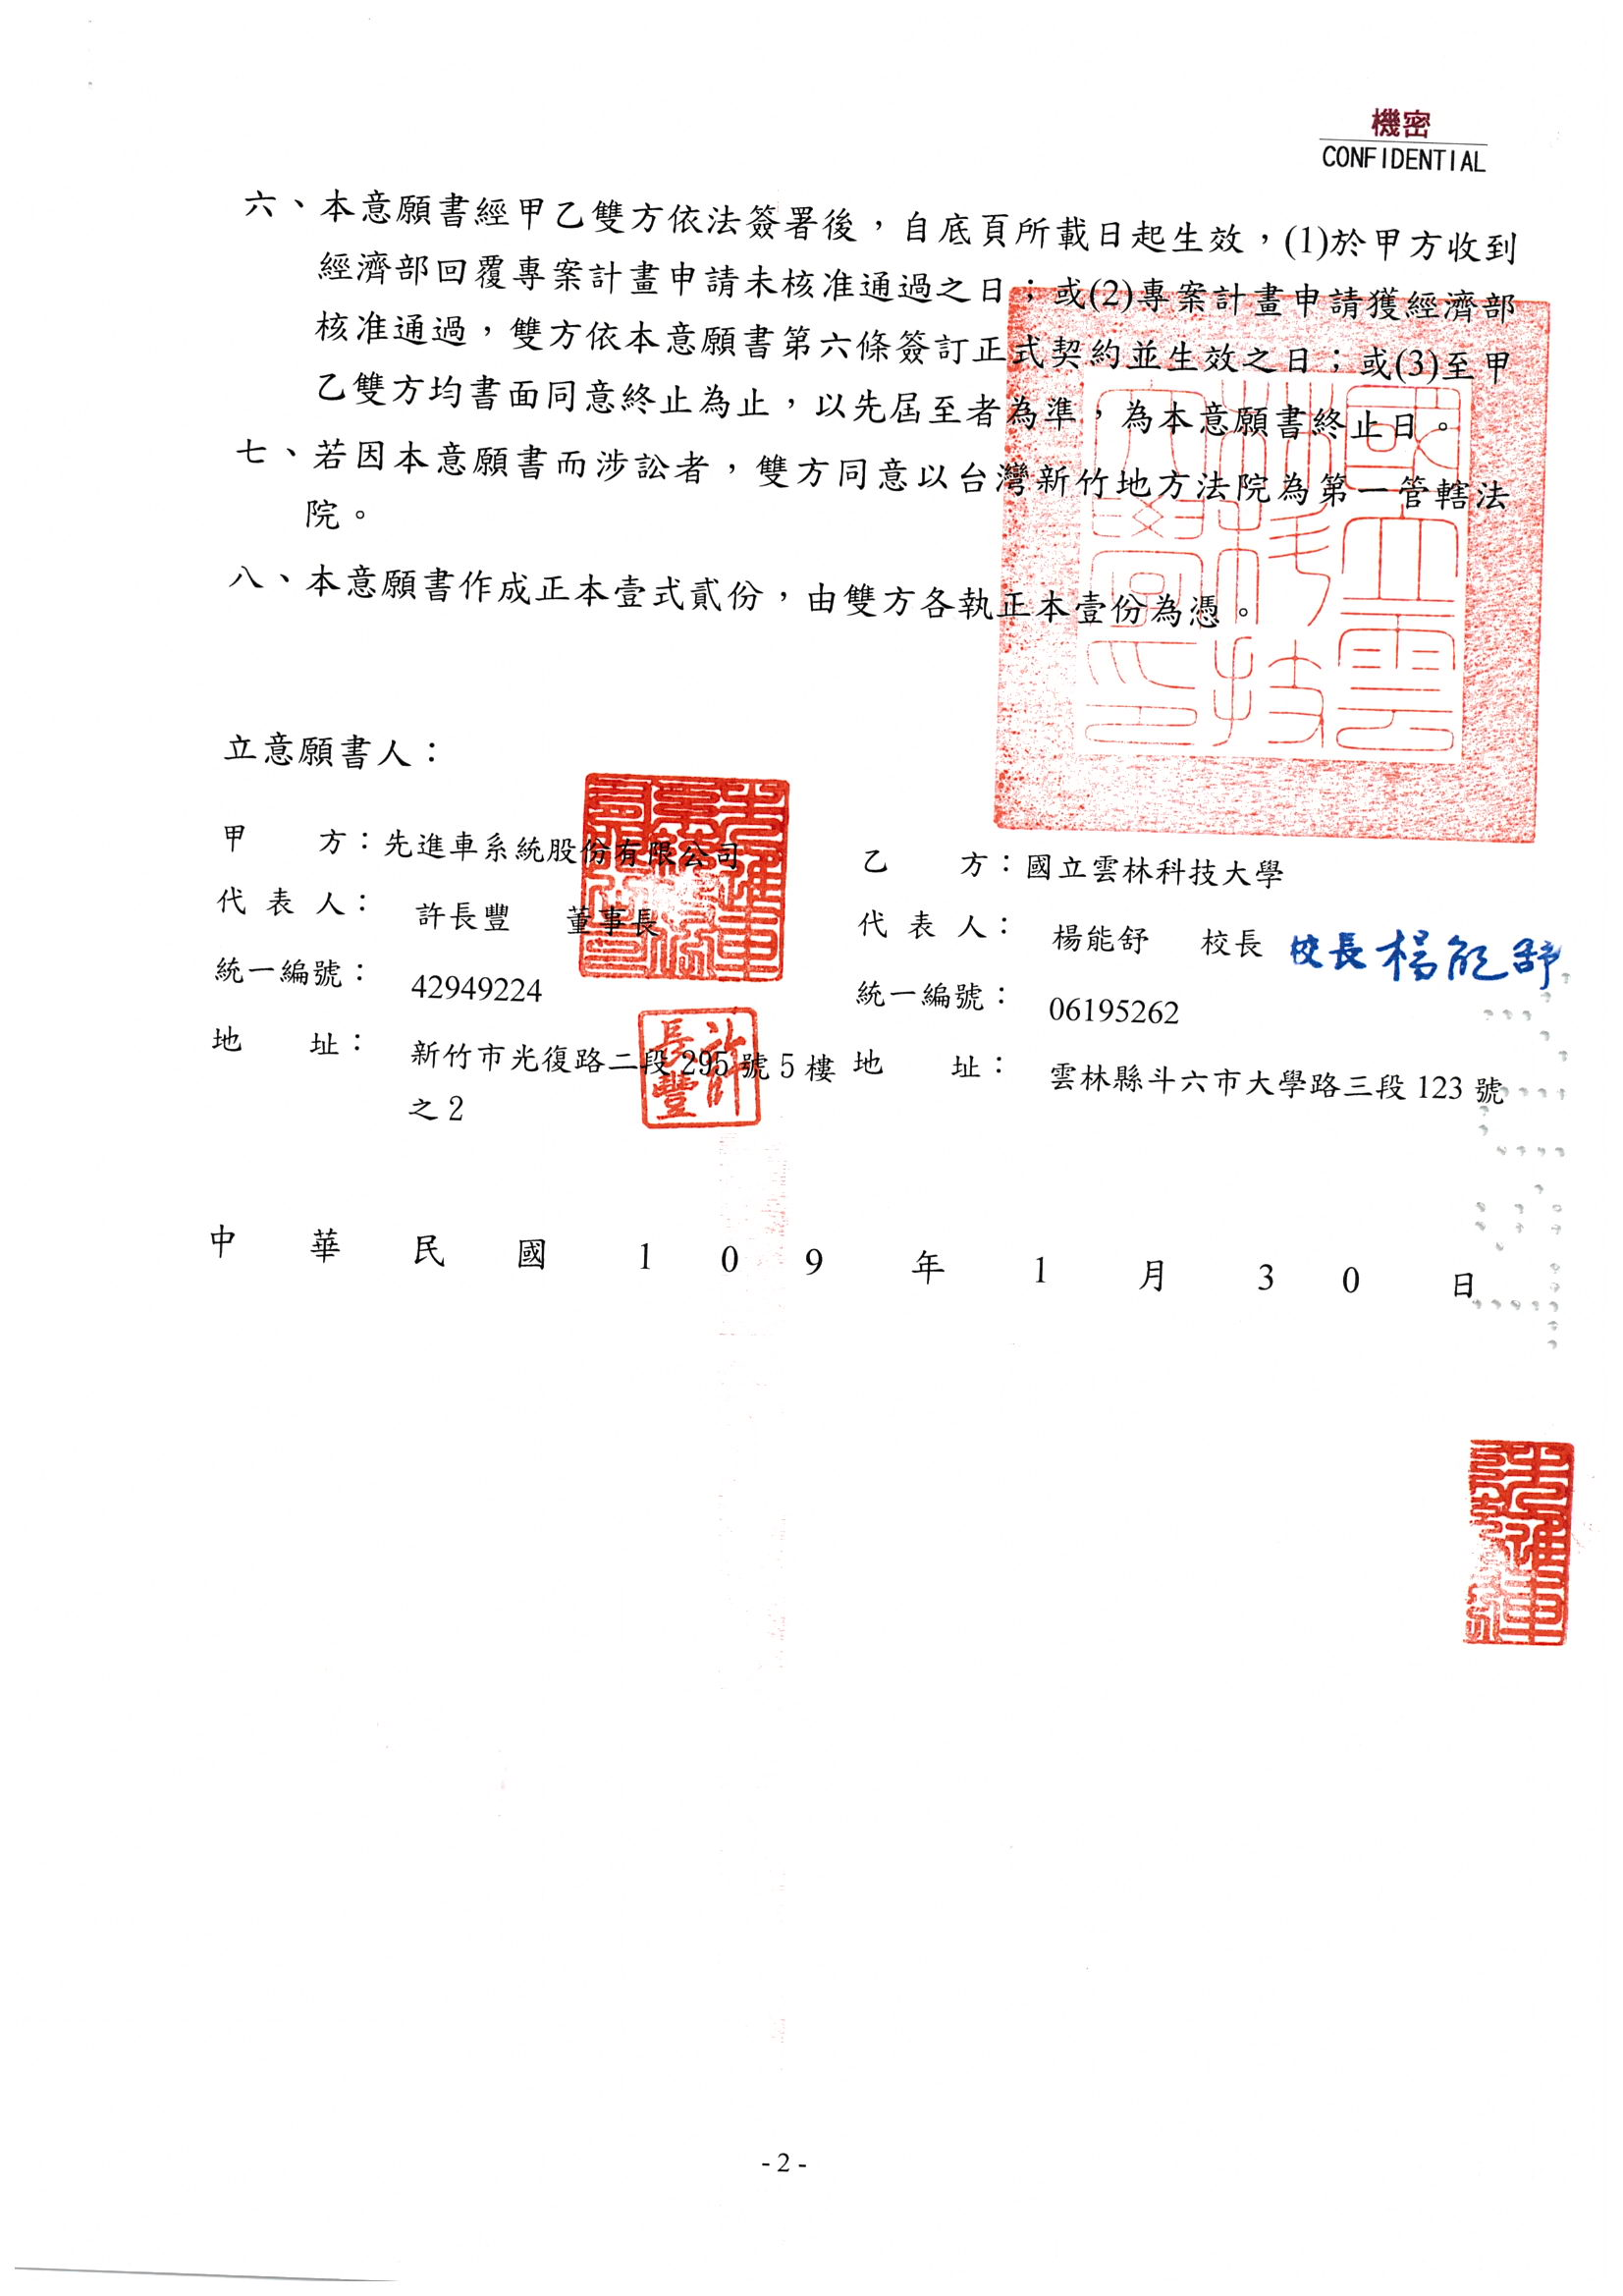 機密
CONFIDENTIAL
六、本意願書經甲乙雙方依法簽署後，自底頁所載日起生效，(1)於甲方收到
經濟部回覆專案計畫申請未核准通過之日；或(2)專案計畫申請獲經濟部
核准通過，雙方依本意願書第六條簽訂正式契約並生效之日；或(3)至甲
乙雙方均書面同意終止為止，以先屆至者為準，為本意願書終止日。
七、若因本意願書而涉訟者，雙方同意以台灣新竹地方法院為第一管轄法
院。
八、本意願書作成正本壹式貳份，由雙方各執正本壹份為憑。
國立雲林科技大學印
立意願書人：
甲 方：先進車系統股份有限公司
代表人： 許長豐 董事長
統一編號： 42949224
地 址： 新竹市光復路二段295號5樓
之2
許長豐
乙 方：國立雲林科技大學
代表人： 楊能舒 校長 校長楊能舒
統一編號： 06195262
地 址： 雲林縣斗六市大學路三段123號
中華民國109年1月30日
- 2 -